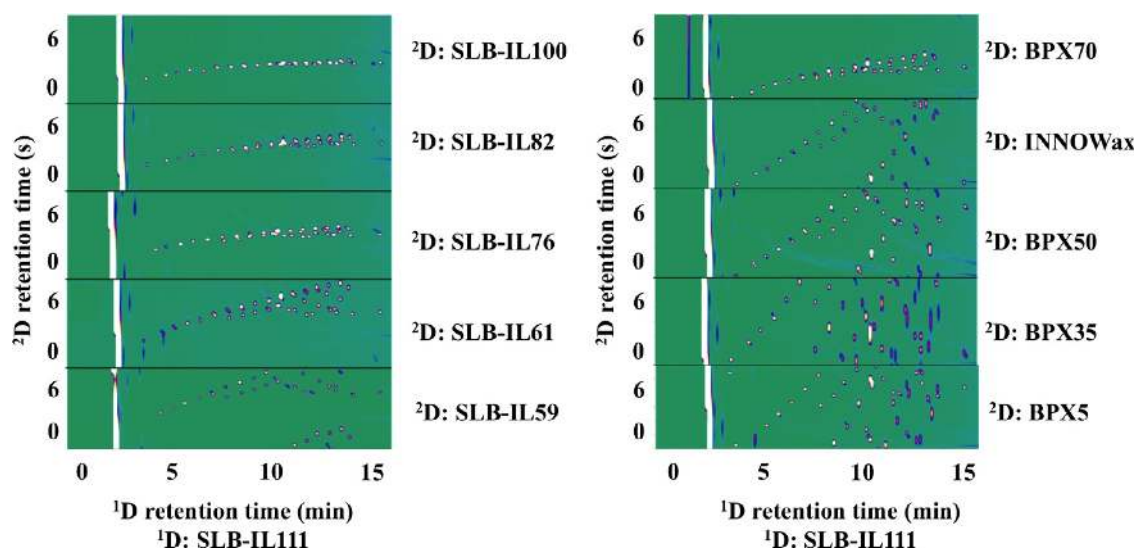 6
0
6
0
6
0
6
0
6
0
²D retention time (s)
²D: SLB-IL100
²D: SLB-IL82
²D: SLB-IL76
²D: SLB-IL61
²D: SLB-IL59
0 5 10 15
¹D retention time (min)
¹D: SLB-IL111
6
0
6
0
6
0
6
0
6
0
²D retention time (s)
²D: BPX70
²D: INNOWax
²D: BPX50
²D: BPX35
²D: BPX5
0 5 10 15
¹D retention time (min)
¹D: SLB-IL111